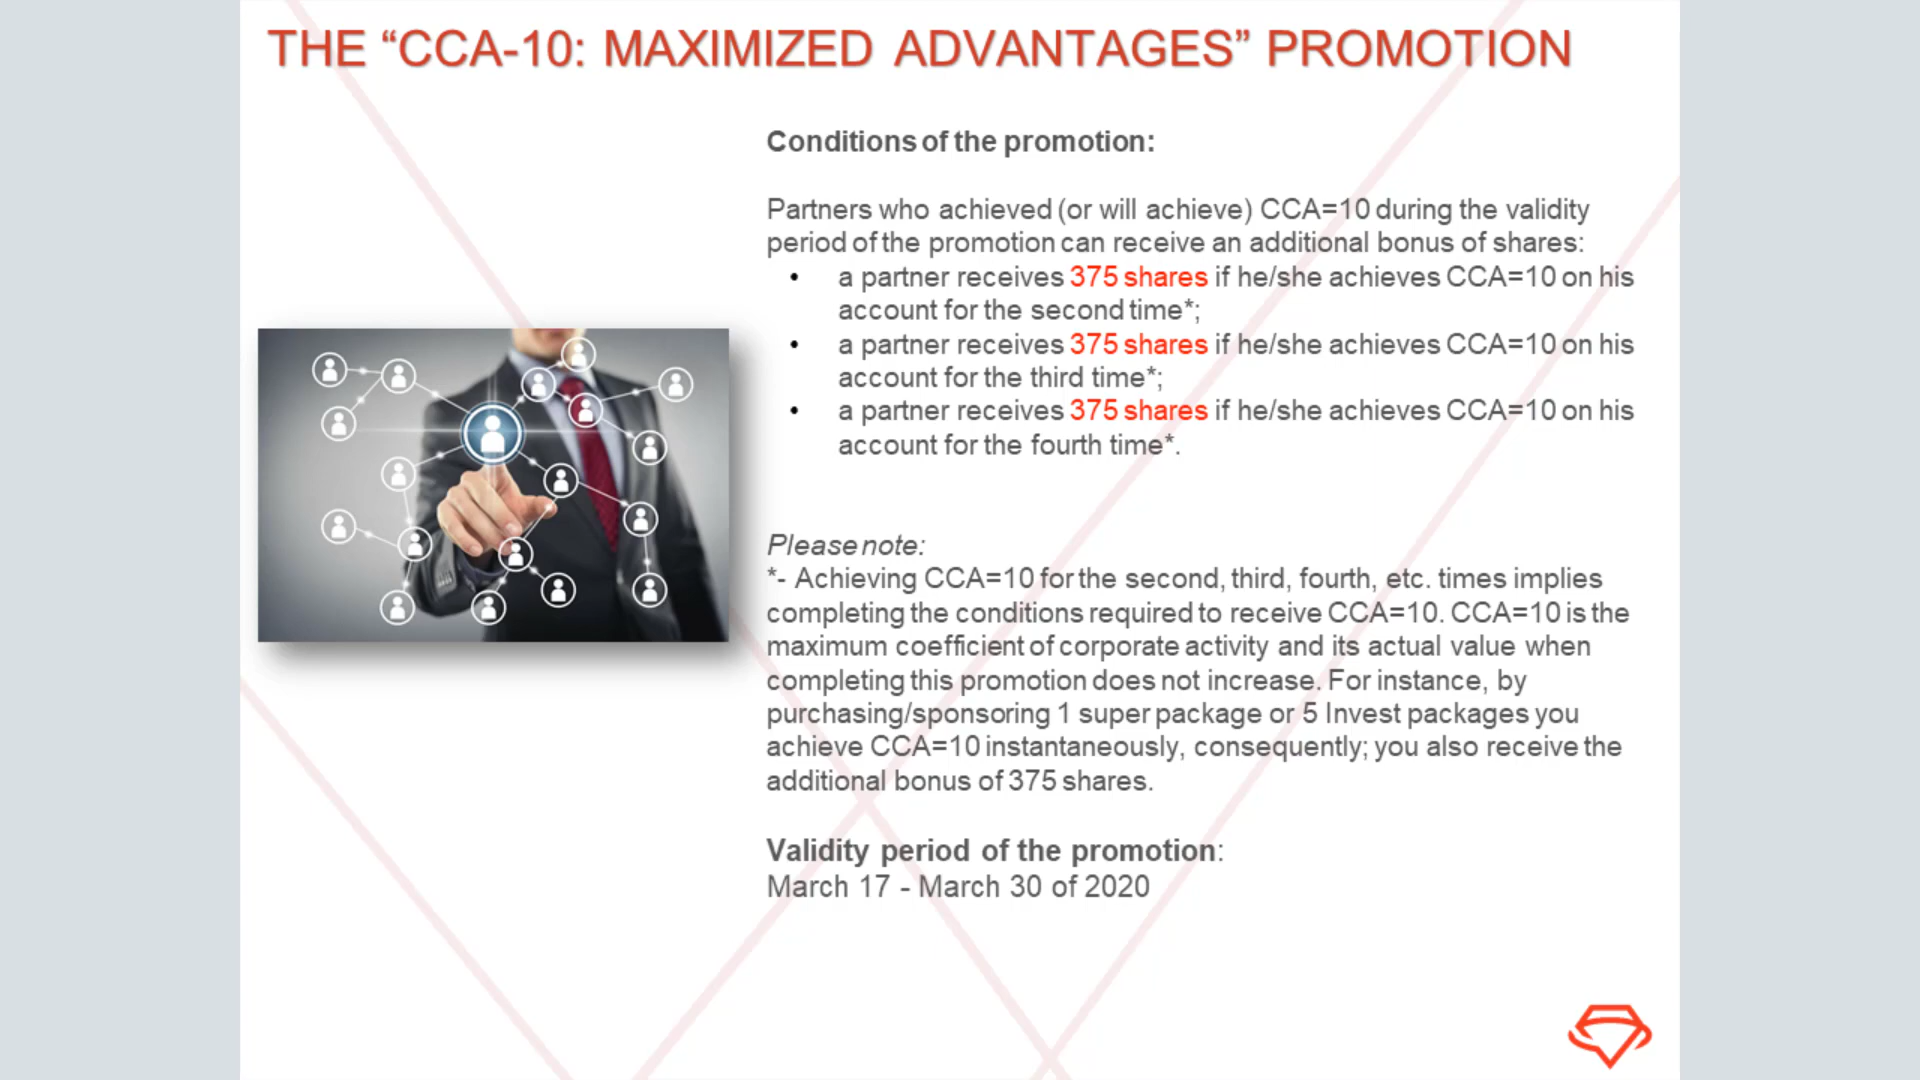 THE “CCA-10: MAXIMIZED ADVANTAGES” PROMOTION
Conditions of the promotion:
Partners who achieved (or will achieve) CCA=10 during the validity
period of the promotion can receive an additional bonus of shares:
• a partner receives 375 shares if he/she achieves CCA=10 on his
account for the second time*;
• a partner receives 375 shares if he/she achieves CCA=10 on his
account for the third time*;
• a partner receives 375 shares if he/she achieves CCA=10 on his
account for the fourth time*.
Please note:
*- Achieving CCA=10 for the second, third, fourth, etc. times implies
completing the conditions required to receive CCA=10. CCA=10 is the
maximum coefficient of corporate activity and its actual value when
completing this promotion does not increase. For instance, by
purchasing/sponsoring 1 super package or 5 Invest packages you
achieve CCA=10 instantaneously, consequently; you also receive the
additional bonus of 375 shares.
Validity period of the promotion:
March 17 - March 30 of 2020